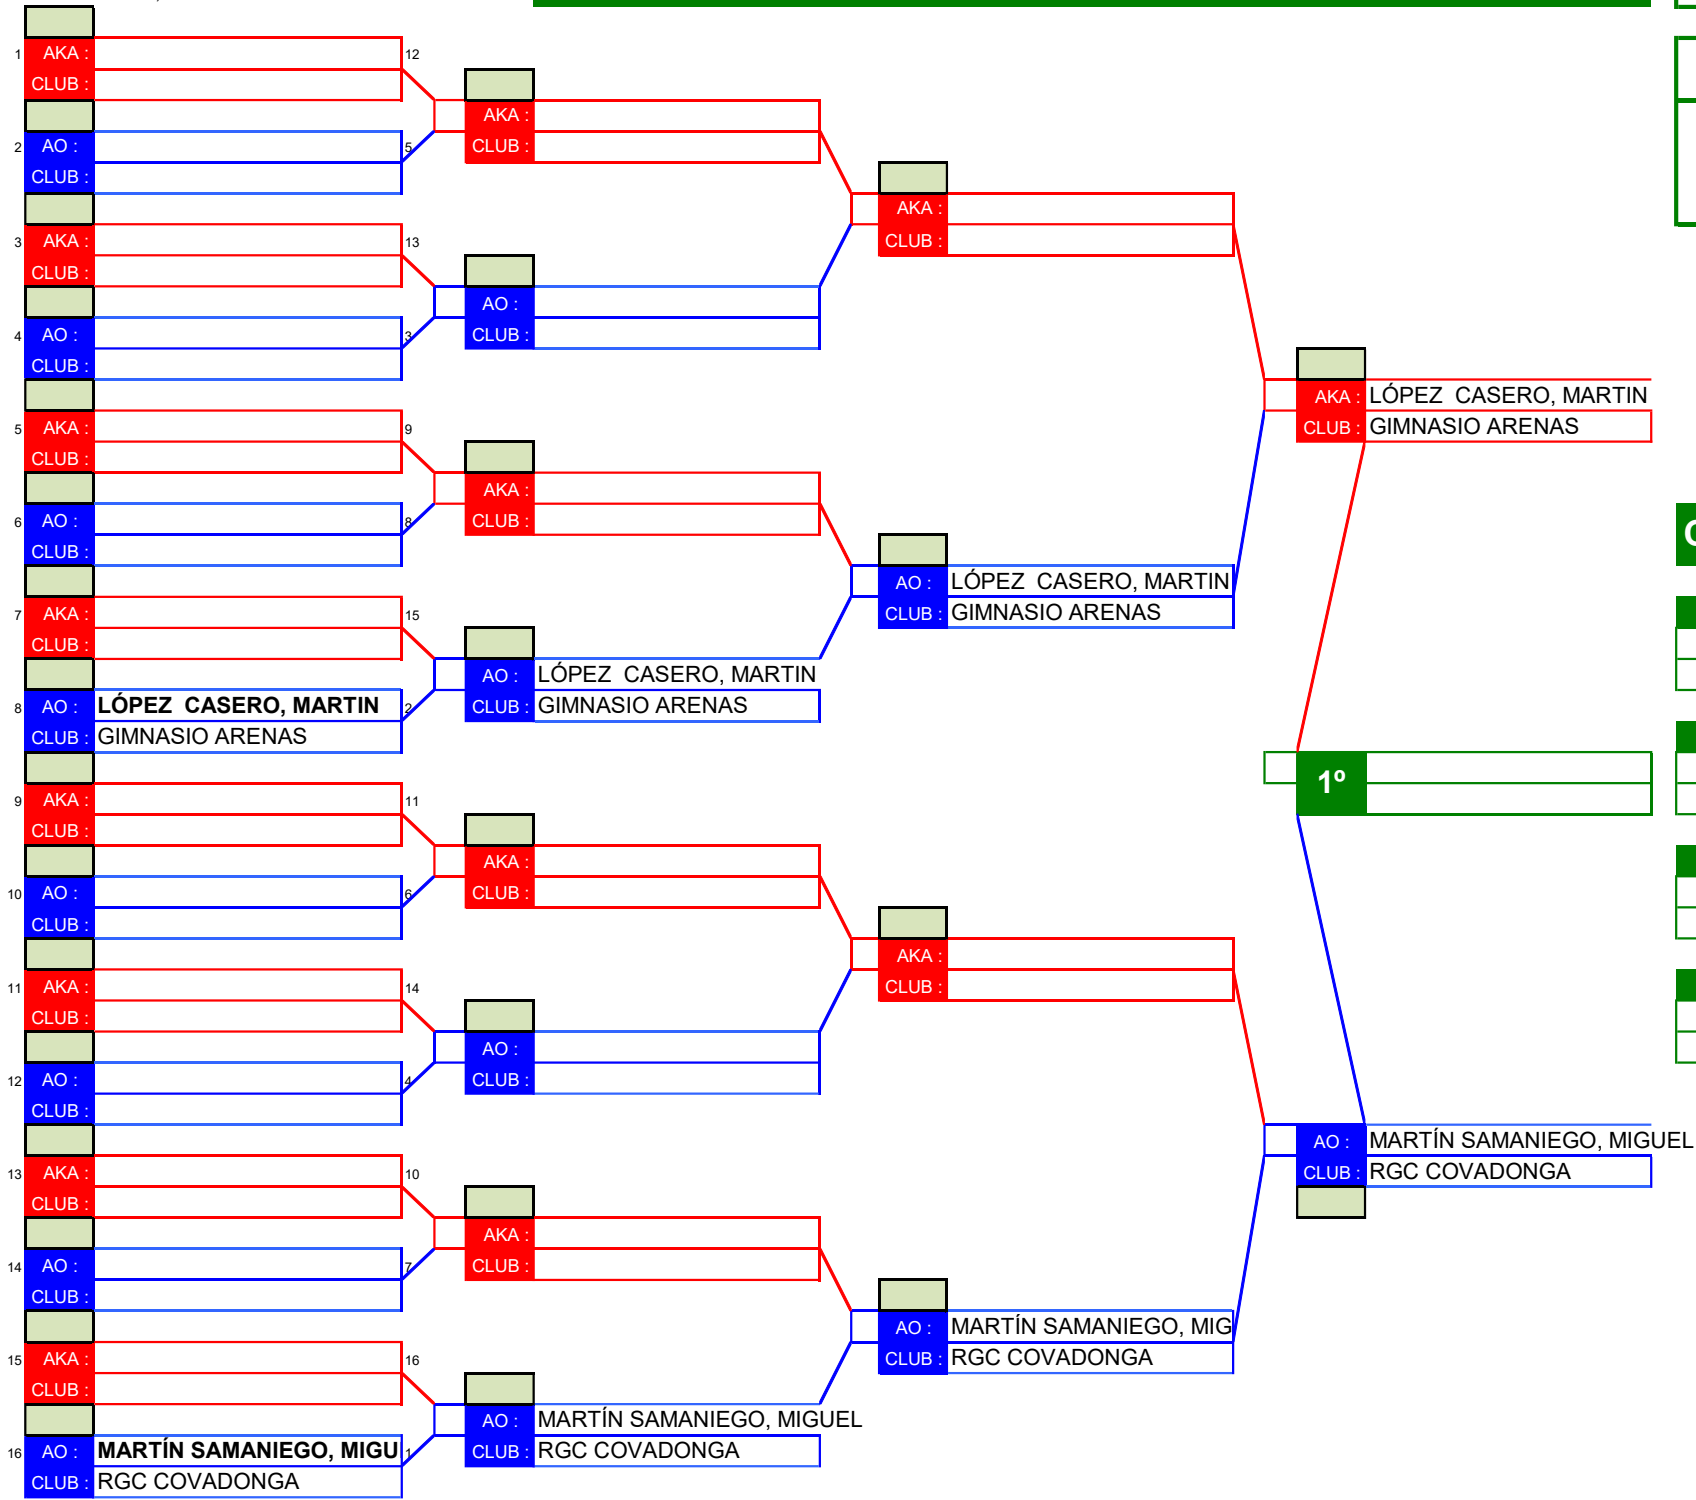 1 AKA : 12
CLUB :
2 AO : 5
CLUB :
3 AKA : 13
CLUB :
4 AO : 3
CLUB :
5 AKA : 9
CLUB :
6 AO : 8
CLUB :
7 AKA : 15
CLUB :
8 AO : LÓPEZ CASERO, MARTIN 2
CLUB : GIMNASIO ARENAS
9 AKA : 11
CLUB :
10 AO : 6
CLUB :
11 AKA : 14
CLUB :
12 AO : 4
CLUB :
13 AKA : 10
CLUB :
14 AO : 7
CLUB :
15 AKA : 16
CLUB :
16 AO : MARTÍN SAMANIEGO, MIGU 1
CLUB : RGC COVADONGA
AKA :
CLUB :
AO :
CLUB :
AKA :
CLUB :
AO : LÓPEZ CASERO, MARTIN
CLUB : GIMNASIO ARENAS
AKA :
CLUB :
AO :
CLUB :
AKA :
CLUB :
AO : MARTÍN SAMANIEGO, MIGUEL
CLUB : RGC COVADONGA
AKA :
CLUB :
AO : LÓPEZ CASERO, MARTIN
CLUB : GIMNASIO ARENAS
AKA :
CLUB :
AO : MARTÍN SAMANIEGO, MIG
CLUB : RGC COVADONGA
AKA : LÓPEZ CASERO, MARTIN
CLUB : GIMNASIO ARENAS
1º
AO : MARTÍN SAMANIEGO, MIGUEL
CLUB : RGC COVADONGA